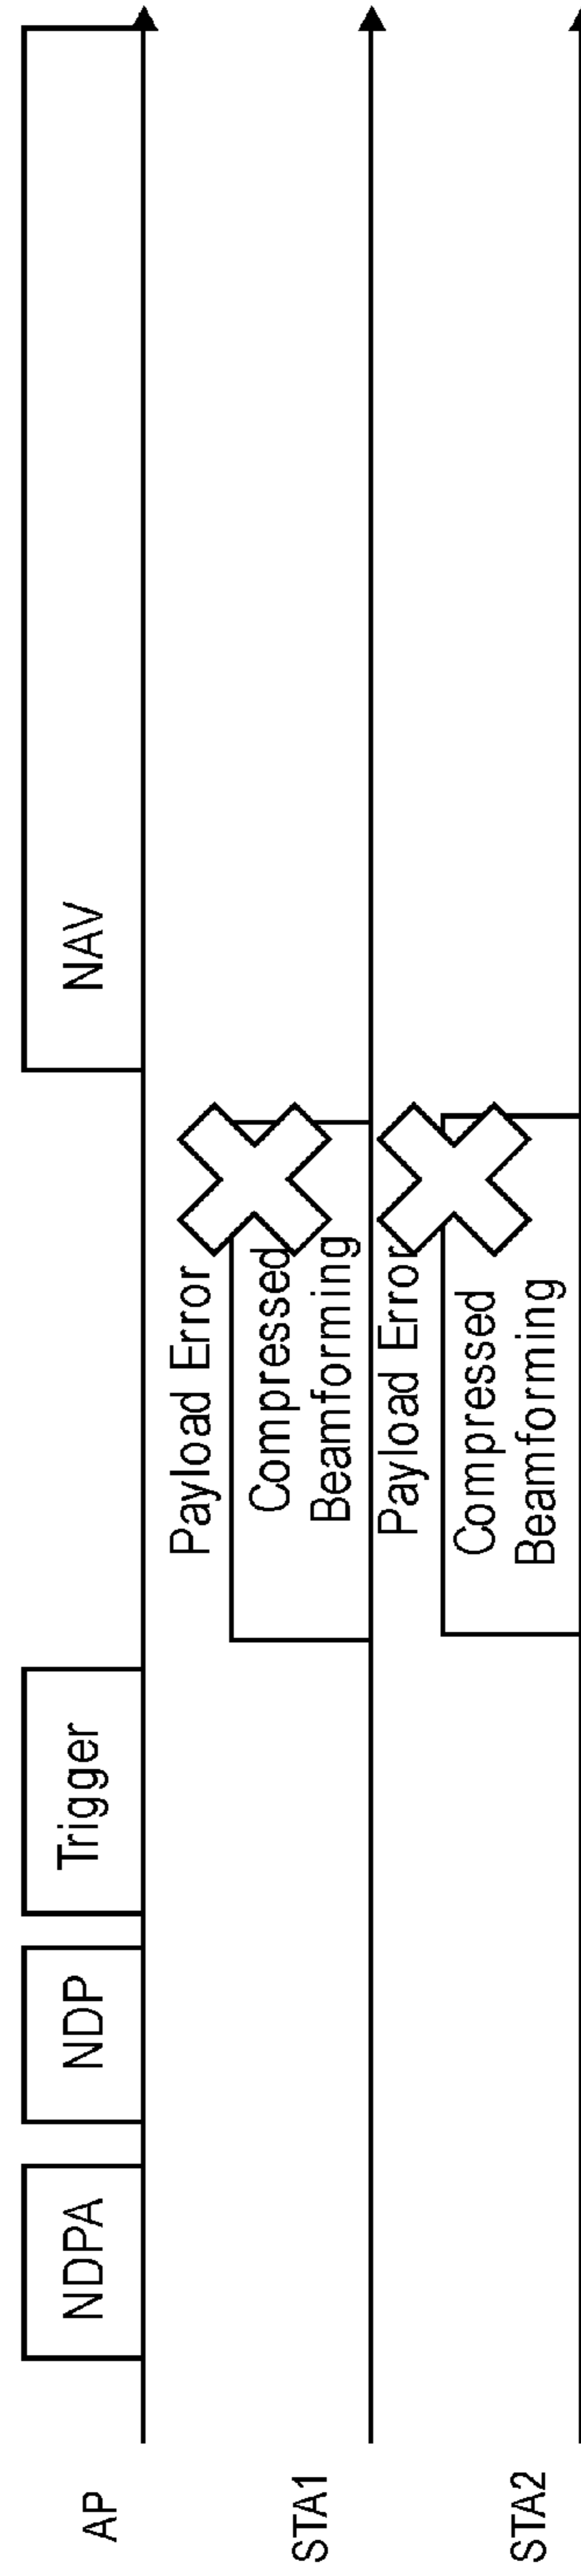 AP
NDPA
NDP
Trigger
NAV
STA1
Payload Error
Compressed
Beamforming
STA2
Payload Error
Compressed
Beamforming